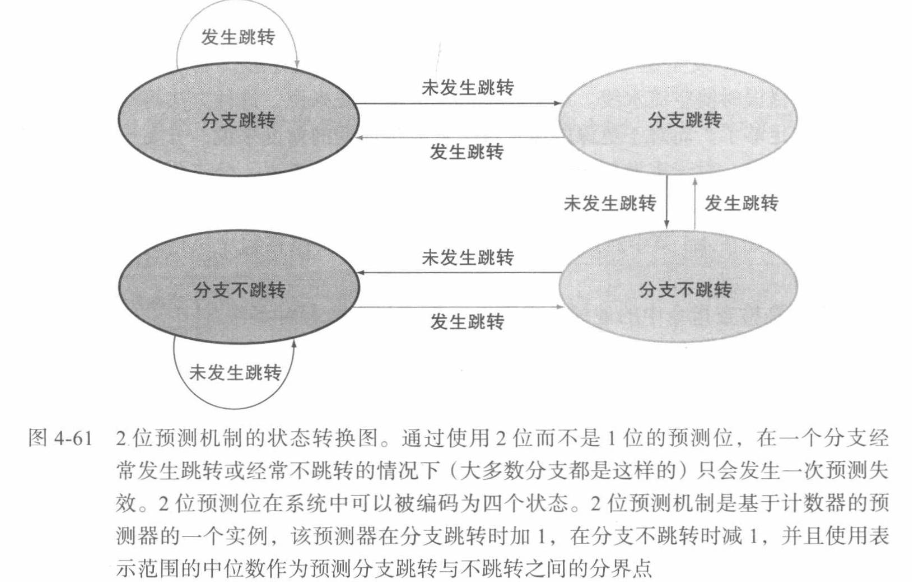 发生跳转
分支跳转
未发生跳转
分支跳转
发生跳转
未发生跳转
发生跳转
分支不跳转
未发生跳转
分支不跳转
发生跳转
未发生跳转
图 4-61 2 位预测机制的状态转换图。通过使用 2 位而不是 1 位的预测位，在一个分支经
常发生跳转或经常不跳转的情况下（大多数分支都是这样的）只会发生一次预测失
效。2 位预测位在系统中可以被编码为四个状态。2 位预测机制是基于计数器的预
测器的一个实例，该预测器在分支跳转时加 1，在分支不跳转时减 1，并且使用表
示范围的中位数作为预测分支跳转与不跳转之间的分界点